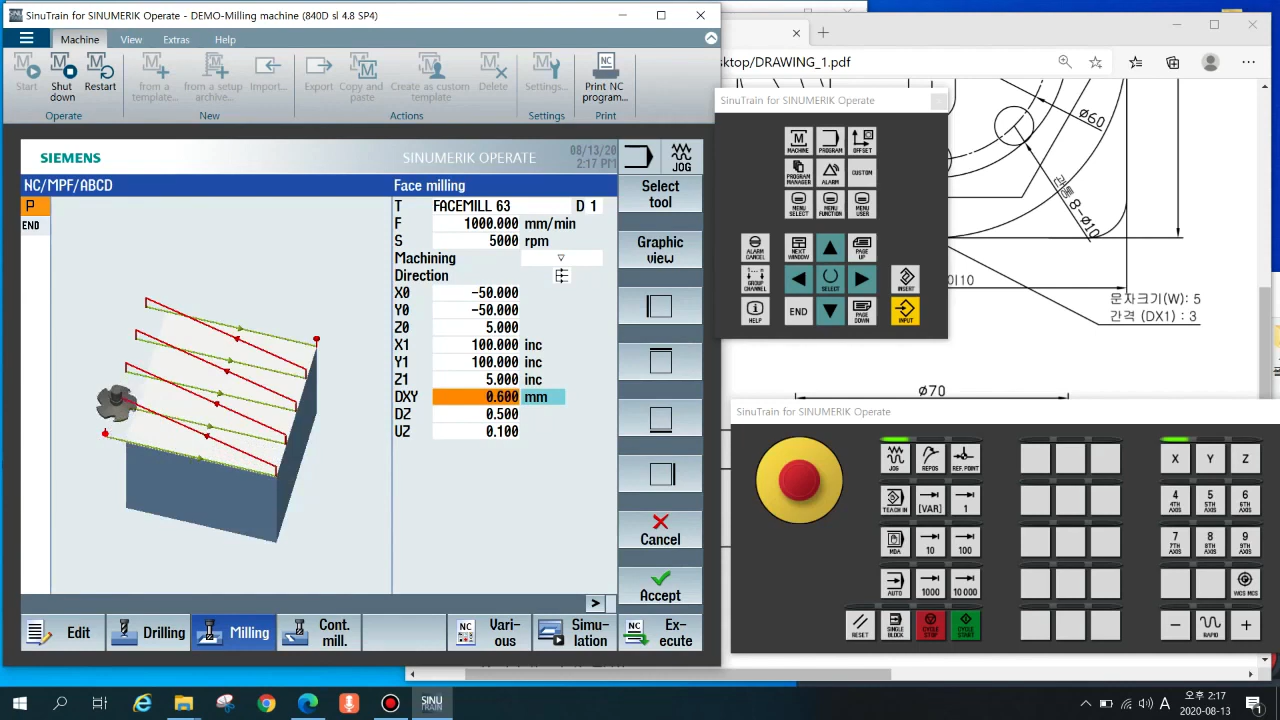 SinuTrain for SINUMERIK Operate - DEMO-Milling machine (840D sl 4.8 SP4)
Machine View Extras Help
Start
Shut down
Restart
from a template...
from a setup archive...
Import...
Export
Copy and paste
Create as custom template
Delete
Settings...
Print NC program...
Operate New Actions Settings Print
SIEMENS
SINUMERIK OPERATE
08/13/20
2:17 PM
JOG
NC/MPF/ABCD
Face milling
Select tool
P
END
T FACEMILL 63 D 1
F 1000.000 mm/min
S 5000 rpm
Machining
Direction
X0 -50.000
Y0 -50.000
Z0 5.000
X1 100.000 inc
Y1 100.000 inc
Z1 5.000 inc
DXY 0.600 mm
DZ 0.500
UZ 0.100
Graphic view
Cancel
Accept
>
Edit
Drilling
Milling
Cont. mill.
Vari-ous
Simu-lation
Ex-ecute
sktop/DRAWING_1.pdf
SinuTrain for SINUMERIK Operate
MACHINE
PROGRAM
OFFSET
PROGRAM MANAGER
ALARM
CUSTOM
MENU SELECT
MENU FUNCTION
MENU USER
ALARM CANCEL
NEXT WINDOW
PAGE UP
GROUP CHANNEL
SELECT
INSERT
HELP
END
PAGE DOWN
INPUT
ø60
관통 8-ø10
이10
문자크기(W): 5
간격 (DX1) : 3
ø70
SinuTrain for SINUMERIK Operate
JOG
REPOS
REF.POINT
X
Y
Z
TEACH IN
[VAR]
1
4 4TH AXIS
5 5TH AXIS
6 6TH AXIS
MDA
10
100
7 7TH AXIS
8 8TH AXIS
9 9TH AXIS
AUTO
1000
10 000
WCS MCS
RESET
SINGLE BLOCK
CYCLE STOP
CYCLE START
−
RAPID
+
SINU TRAIN
A
오후 2:17
2020-08-13
1